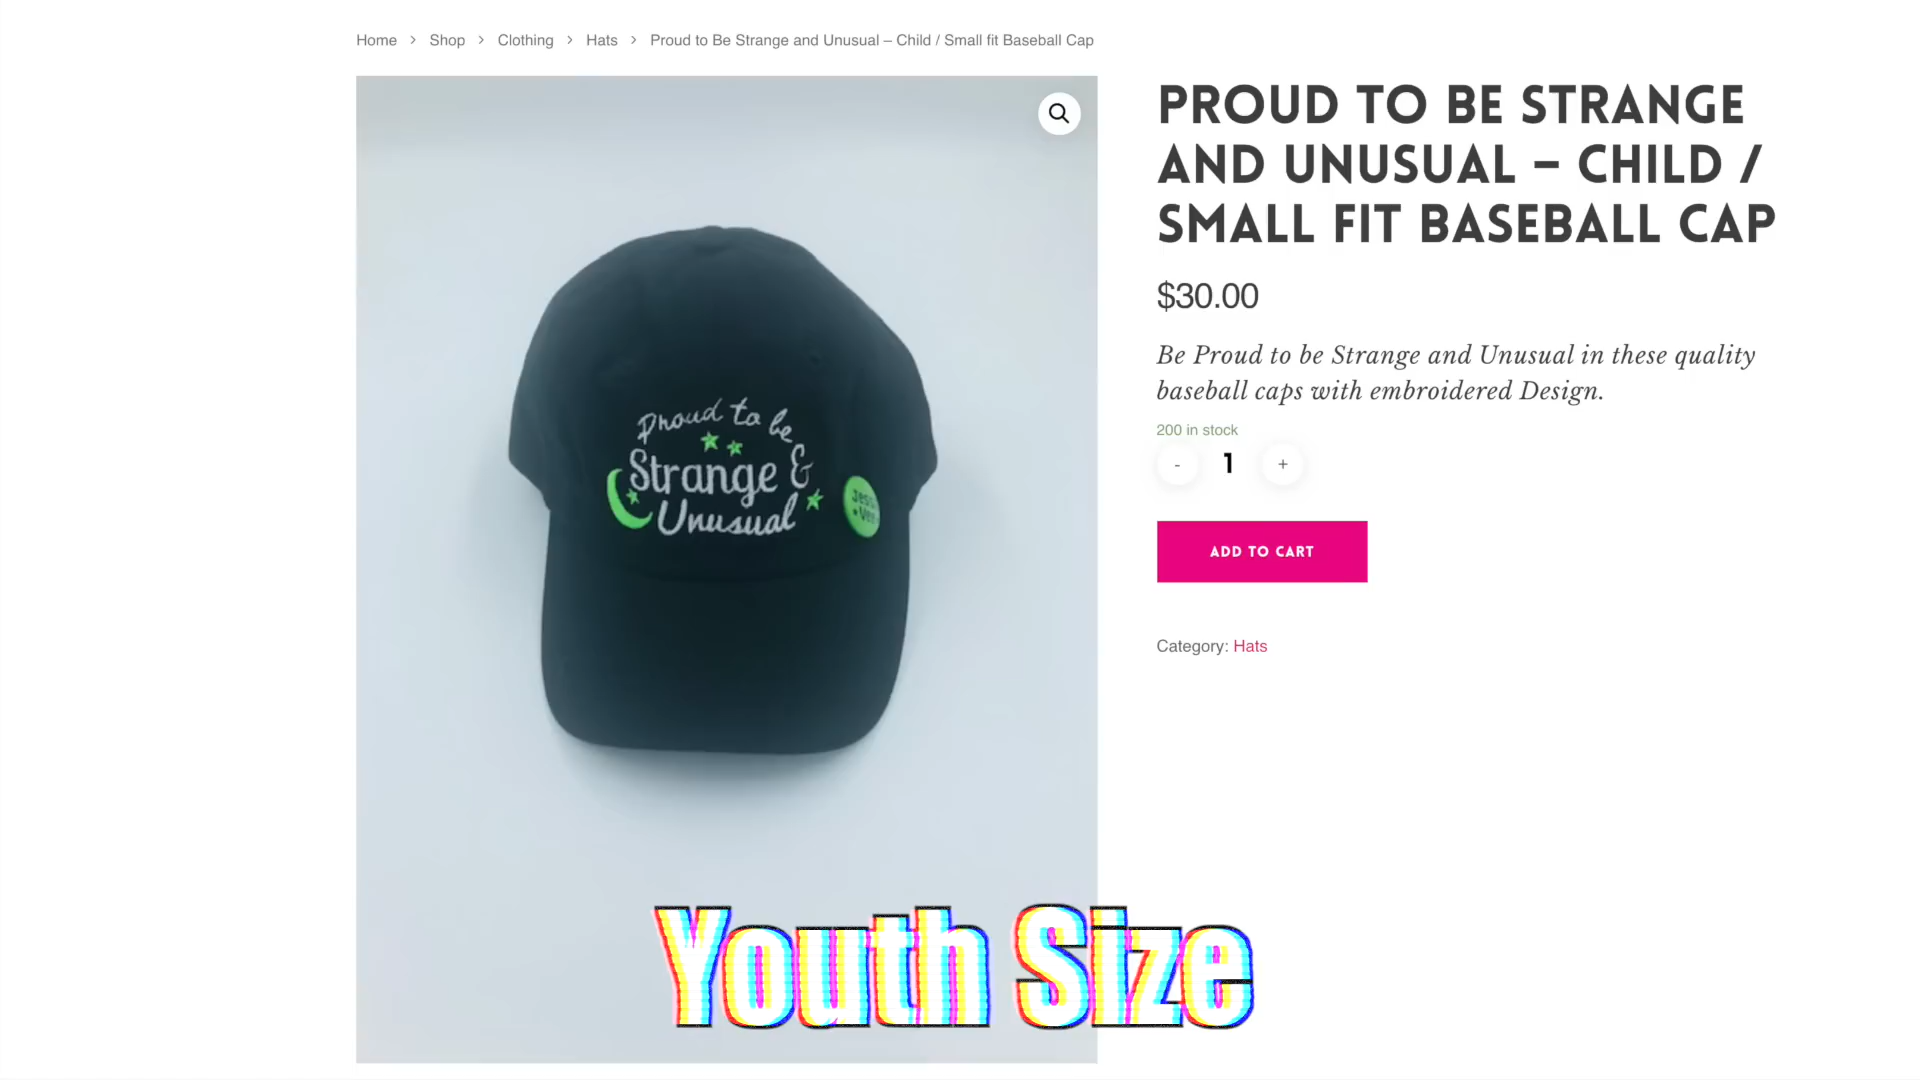 Home > Shop > Clothing > Hats > Proud to Be Strange and Unusual – Child / Small fit Baseball Cap
PROUD TO BE STRANGE
AND UNUSUAL – CHILD /
SMALL FIT BASEBALL CAP
$30.00
Be Proud to be Strange and Unusual in these quality
baseball caps with embroidered Design.
200 in stock
- 1 +
ADD TO CART
Category: Hats
Proud to be
Strange &
Unusual
Youth Size